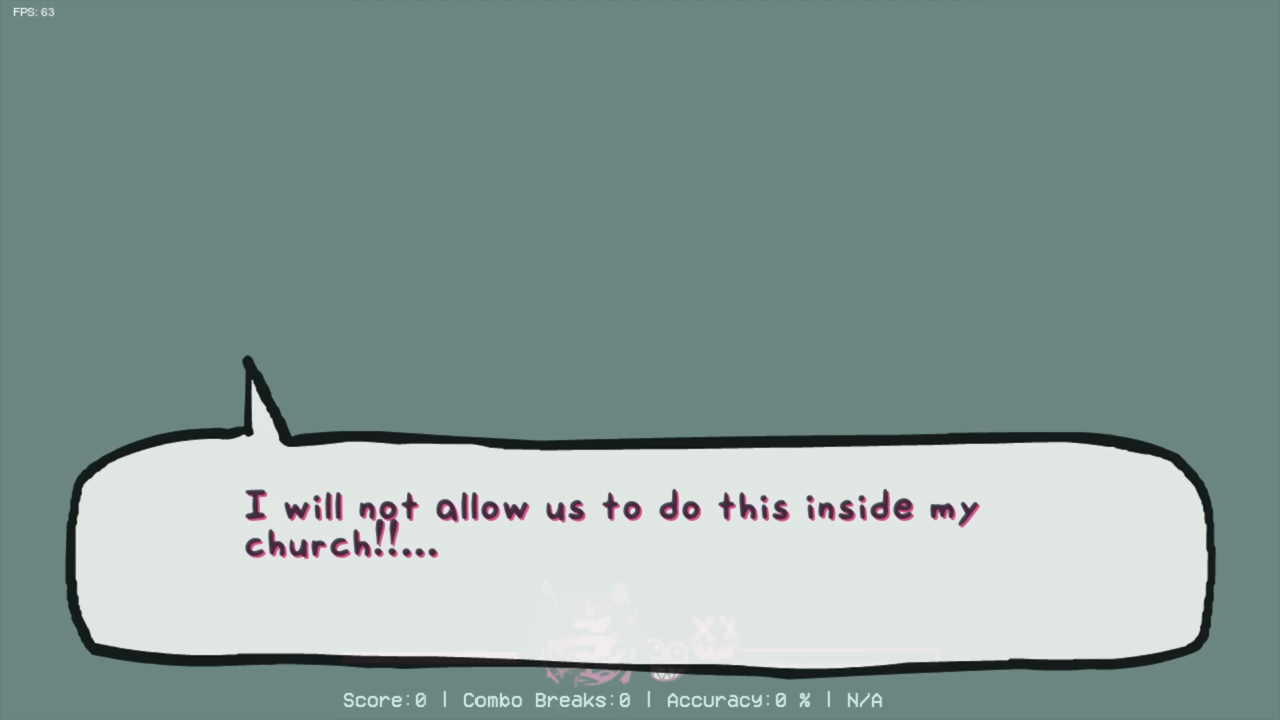 FPS: 63
I will not allow us to do this inside my
church!!...
Score:0 | Combo Breaks:0 | Accuracy:0 % | N/A